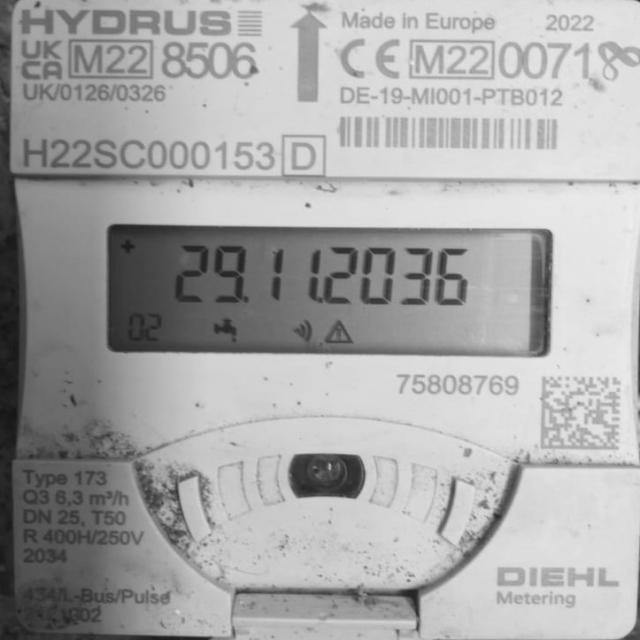 HYDRUS
Made in Europe 2022
UK CA M22 8506
CE M22 0071
UK/0126/0326
DE-19-MI001-PTB012
H22SC000153 D
+ 29.11.2036
02
75808769
Type 173
Q3 6,3 m³/h
DN 25, T50
R 400H/250V
2034
434/L-Bus/Pulse
DIEHL
Metering